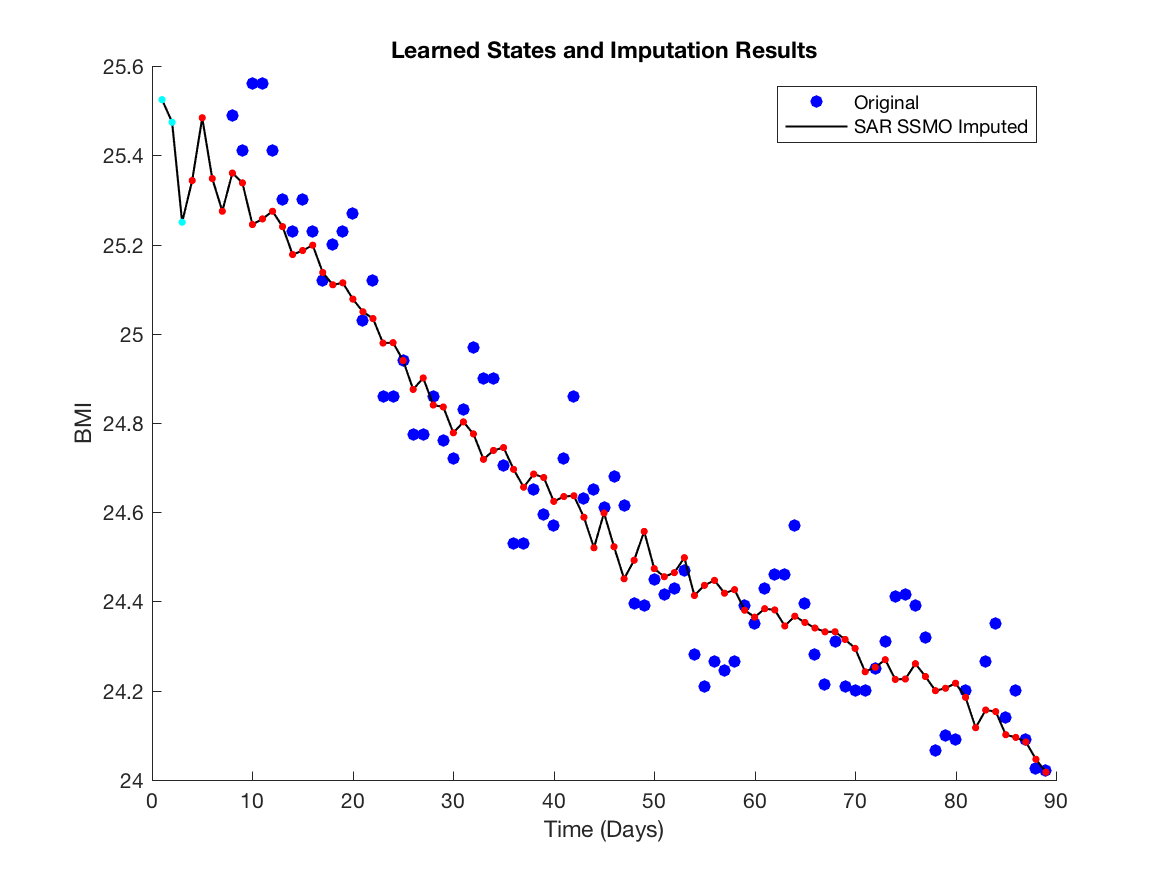 Learned States and Imputation Results
25.6
25.4
25.2
25
24.8
24.6
24.4
24.2
24
BMI
Original
SAR SSMO Imputed
0 10 20 30 40 50 60 70 80 90
Time (Days)